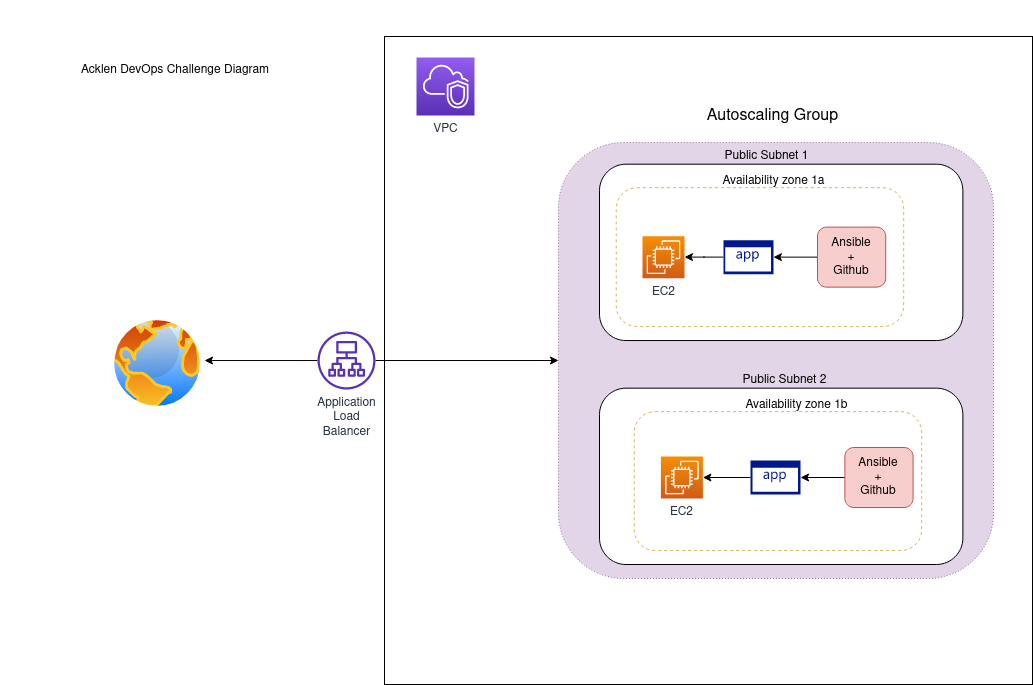 Acklen DevOps Challenge Diagram
VPC
Autoscaling Group
Public Subnet 1
Availability zone 1a
EC2
app
Ansible
+
Github
Application
Load
Balancer
Public Subnet 2
Availability zone 1b
EC2
app
Ansible
+
Github